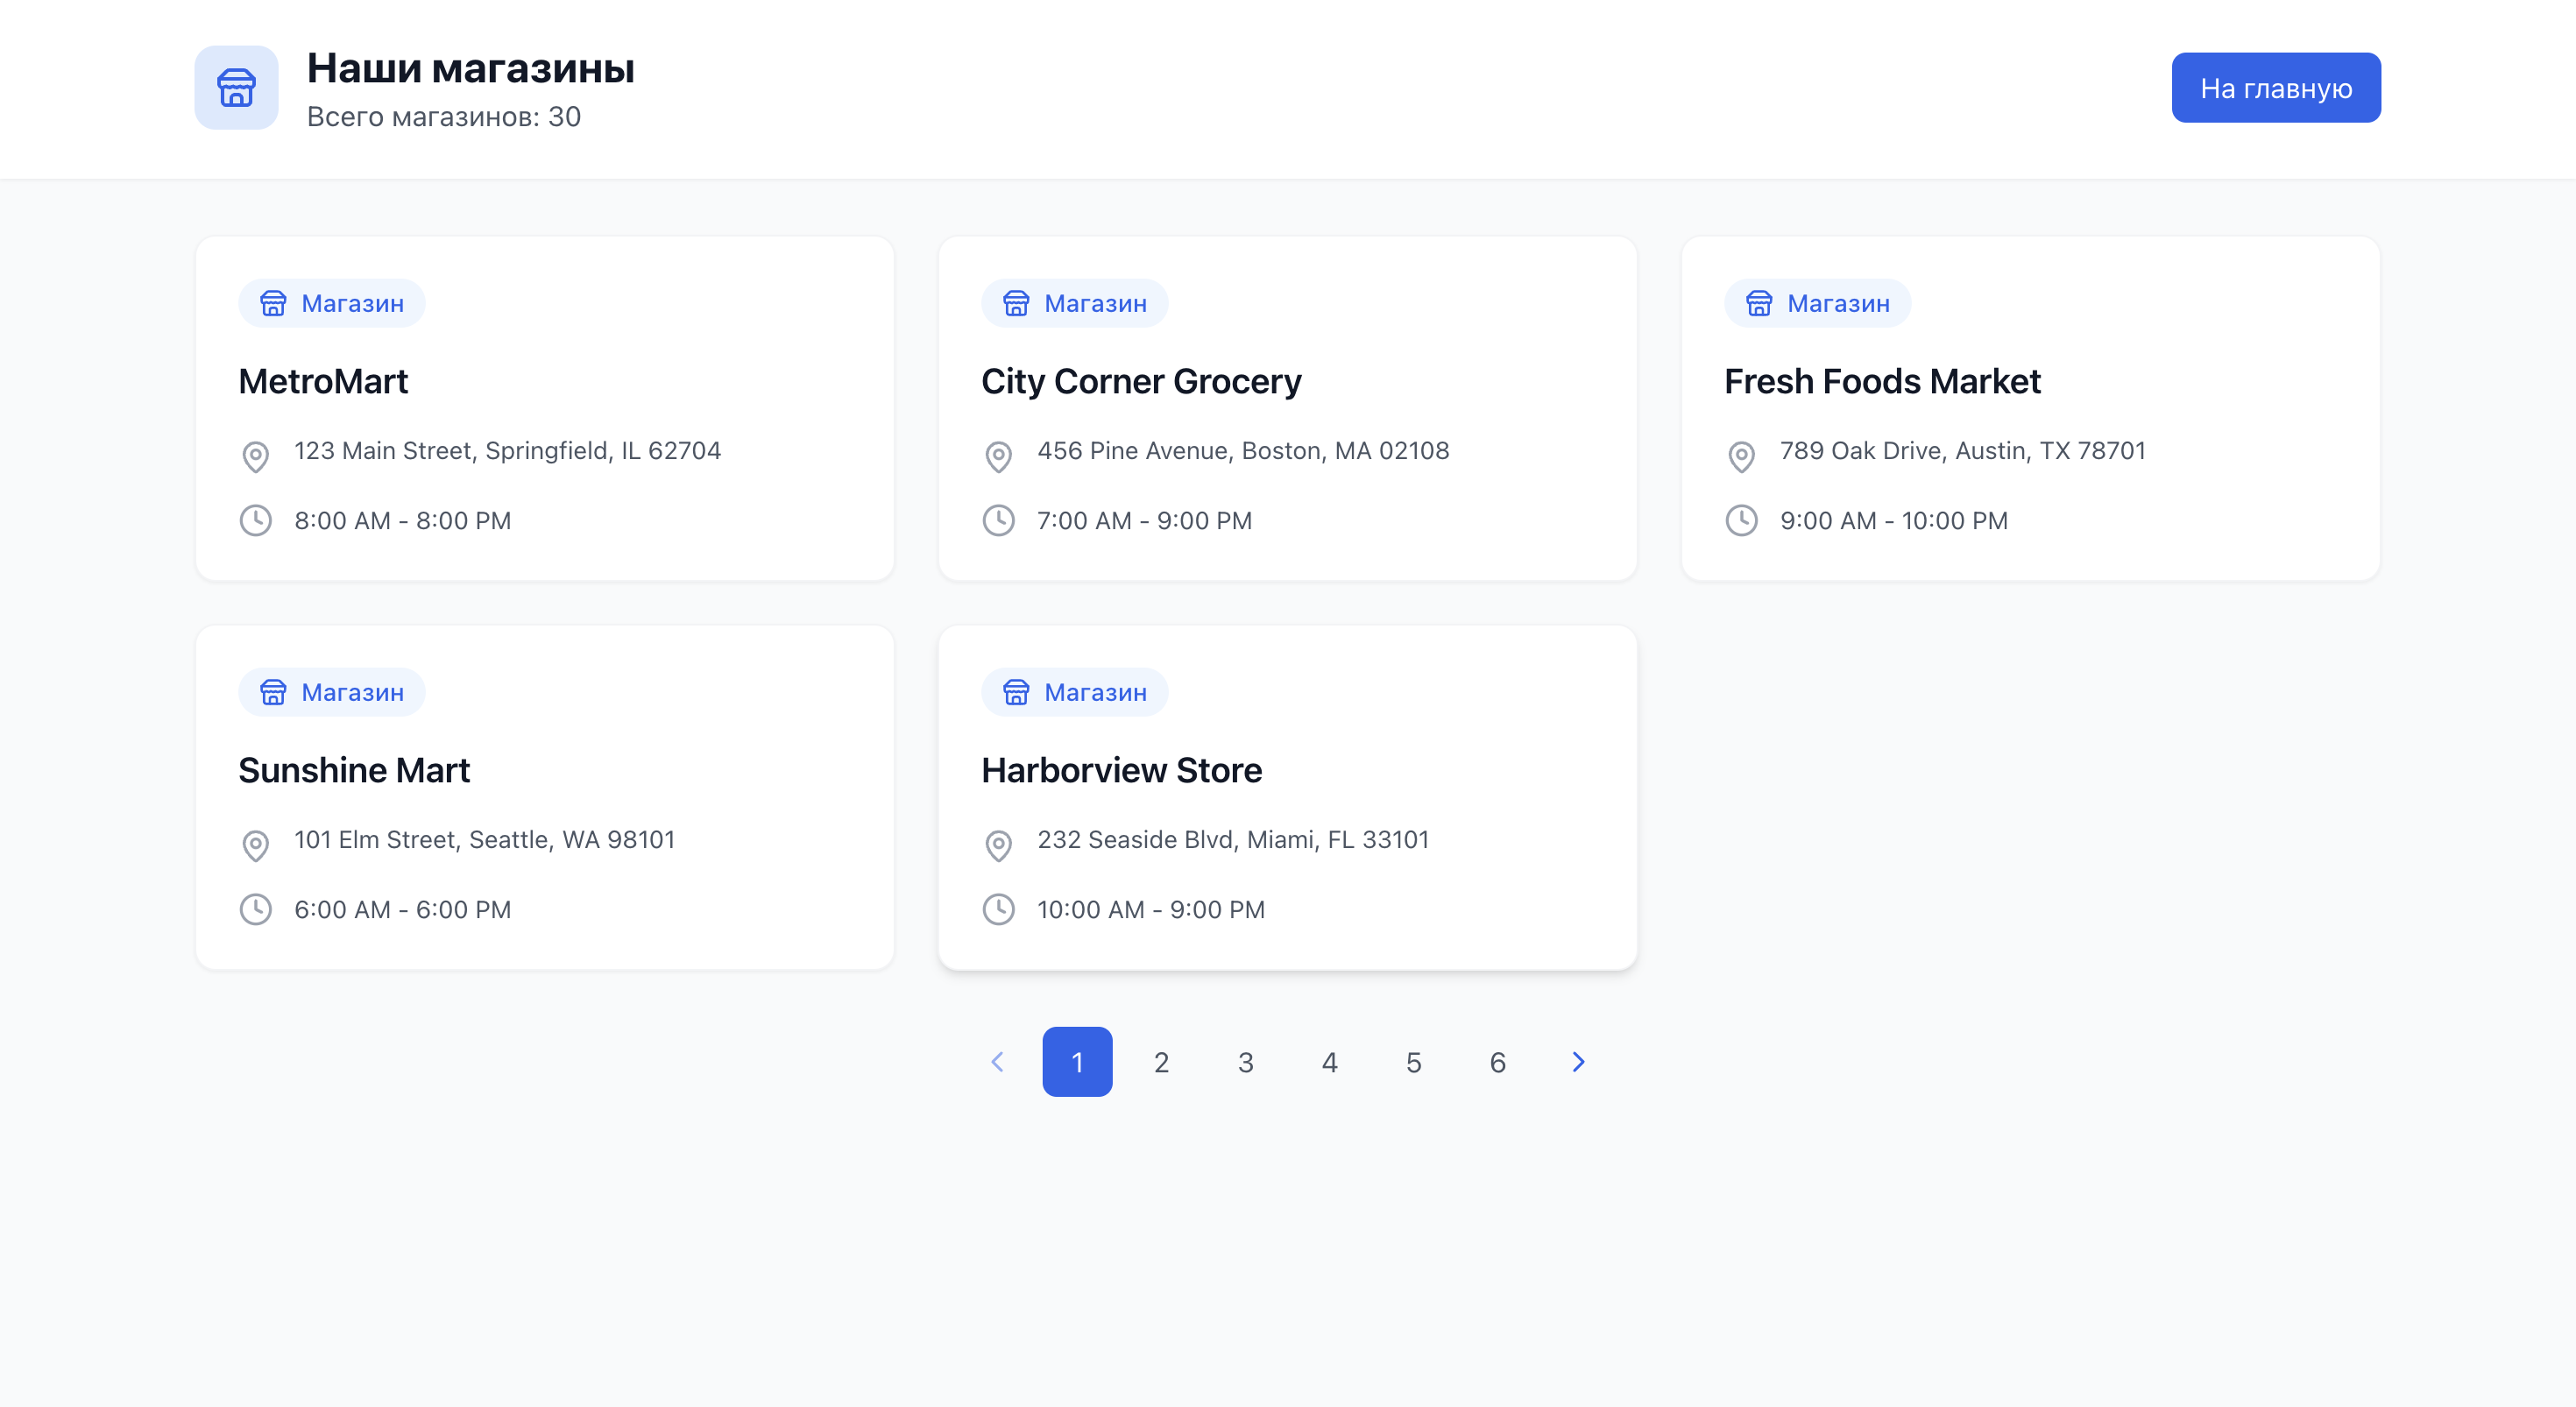 Наши магазины
Всего магазинов: 30
На главную
Магазин
MetroMart
123 Main Street, Springfield, IL 62704
8:00 AM - 8:00 PM
Магазин
City Corner Grocery
456 Pine Avenue, Boston, MA 02108
7:00 AM - 9:00 PM
Магазин
Fresh Foods Market
789 Oak Drive, Austin, TX 78701
9:00 AM - 10:00 PM
Магазин
Sunshine Mart
101 Elm Street, Seattle, WA 98101
6:00 AM - 6:00 PM
Магазин
Harborview Store
232 Seaside Blvd, Miami, FL 33101
10:00 AM - 9:00 PM
1 2 3 4 5 6